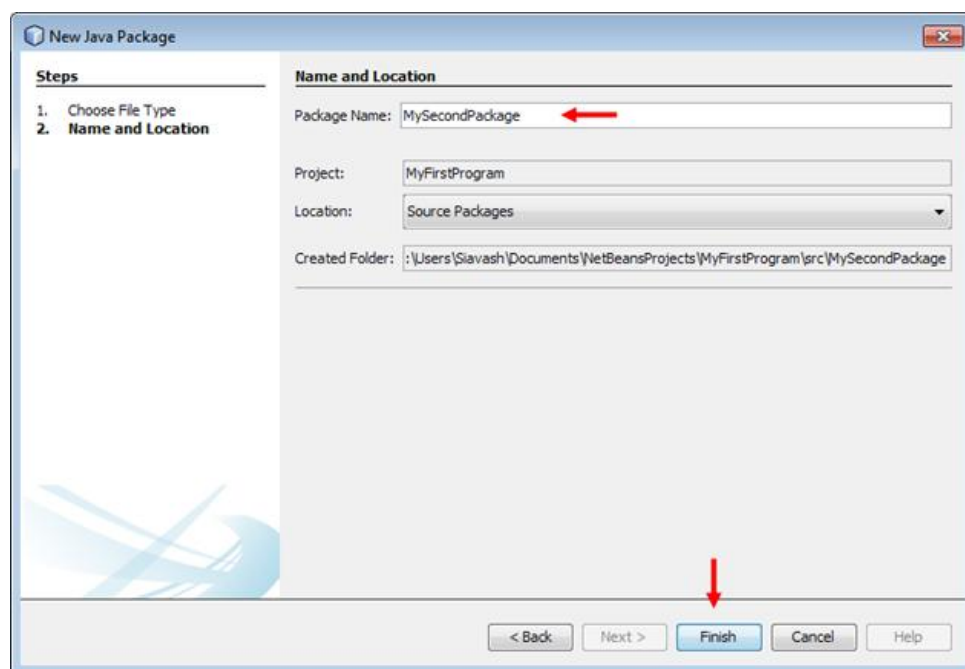 New Java Package
Steps
1. Choose File Type
2. Name and Location
Name and Location
Package Name: MySecondPackage
Project: MyFirstProgram
Location: Source Packages
Created Folder: :\Users\Siavash\Documents\NetBeansProjects\MyFirstProgram\src\MySecondPackage
< Back Next > Finish Cancel Help